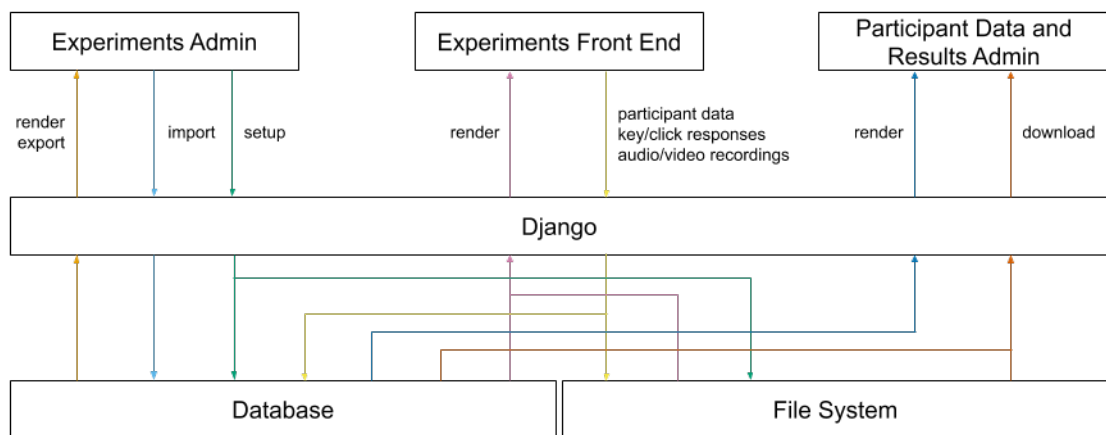 Experiments Admin
Experiments Front End
Participant Data and
Results Admin
render
export
import
setup
render
participant data
key/click responses
audio/video recordings
render
download
Django
Database
File System